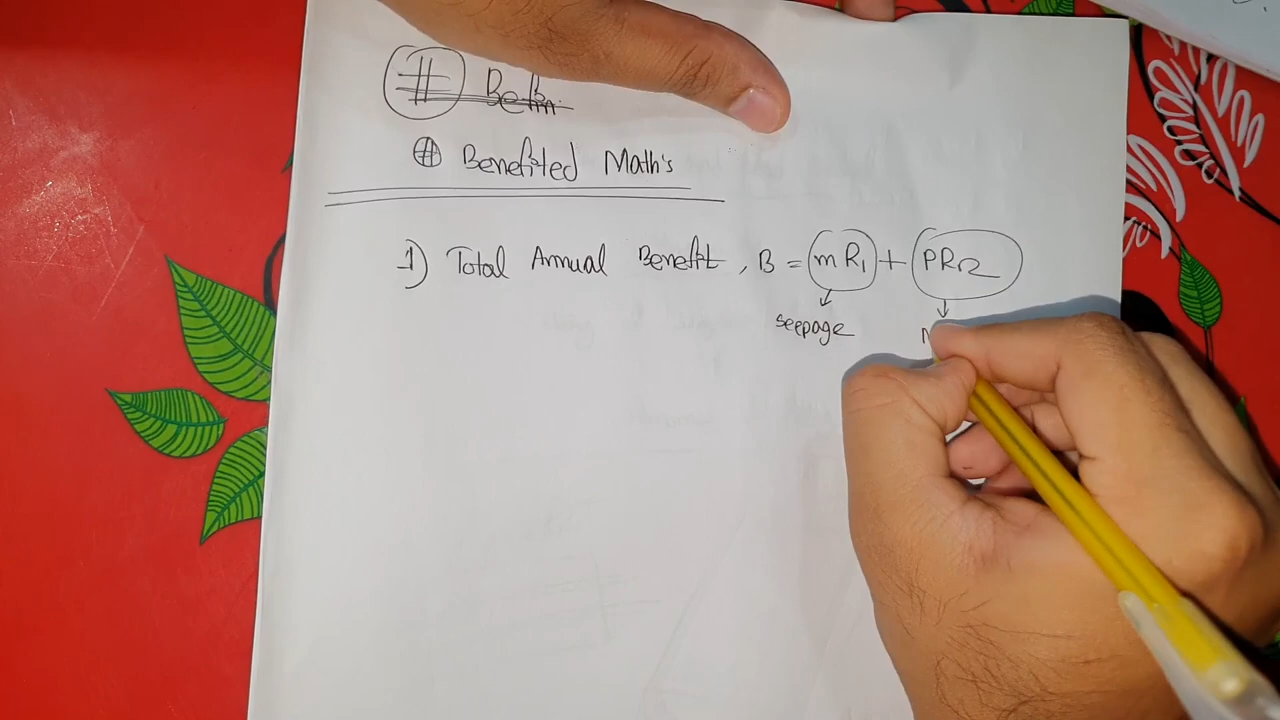 # Benefited Math's
1) Total Annual Benefit, B = mR₁ + PR₂
seepage